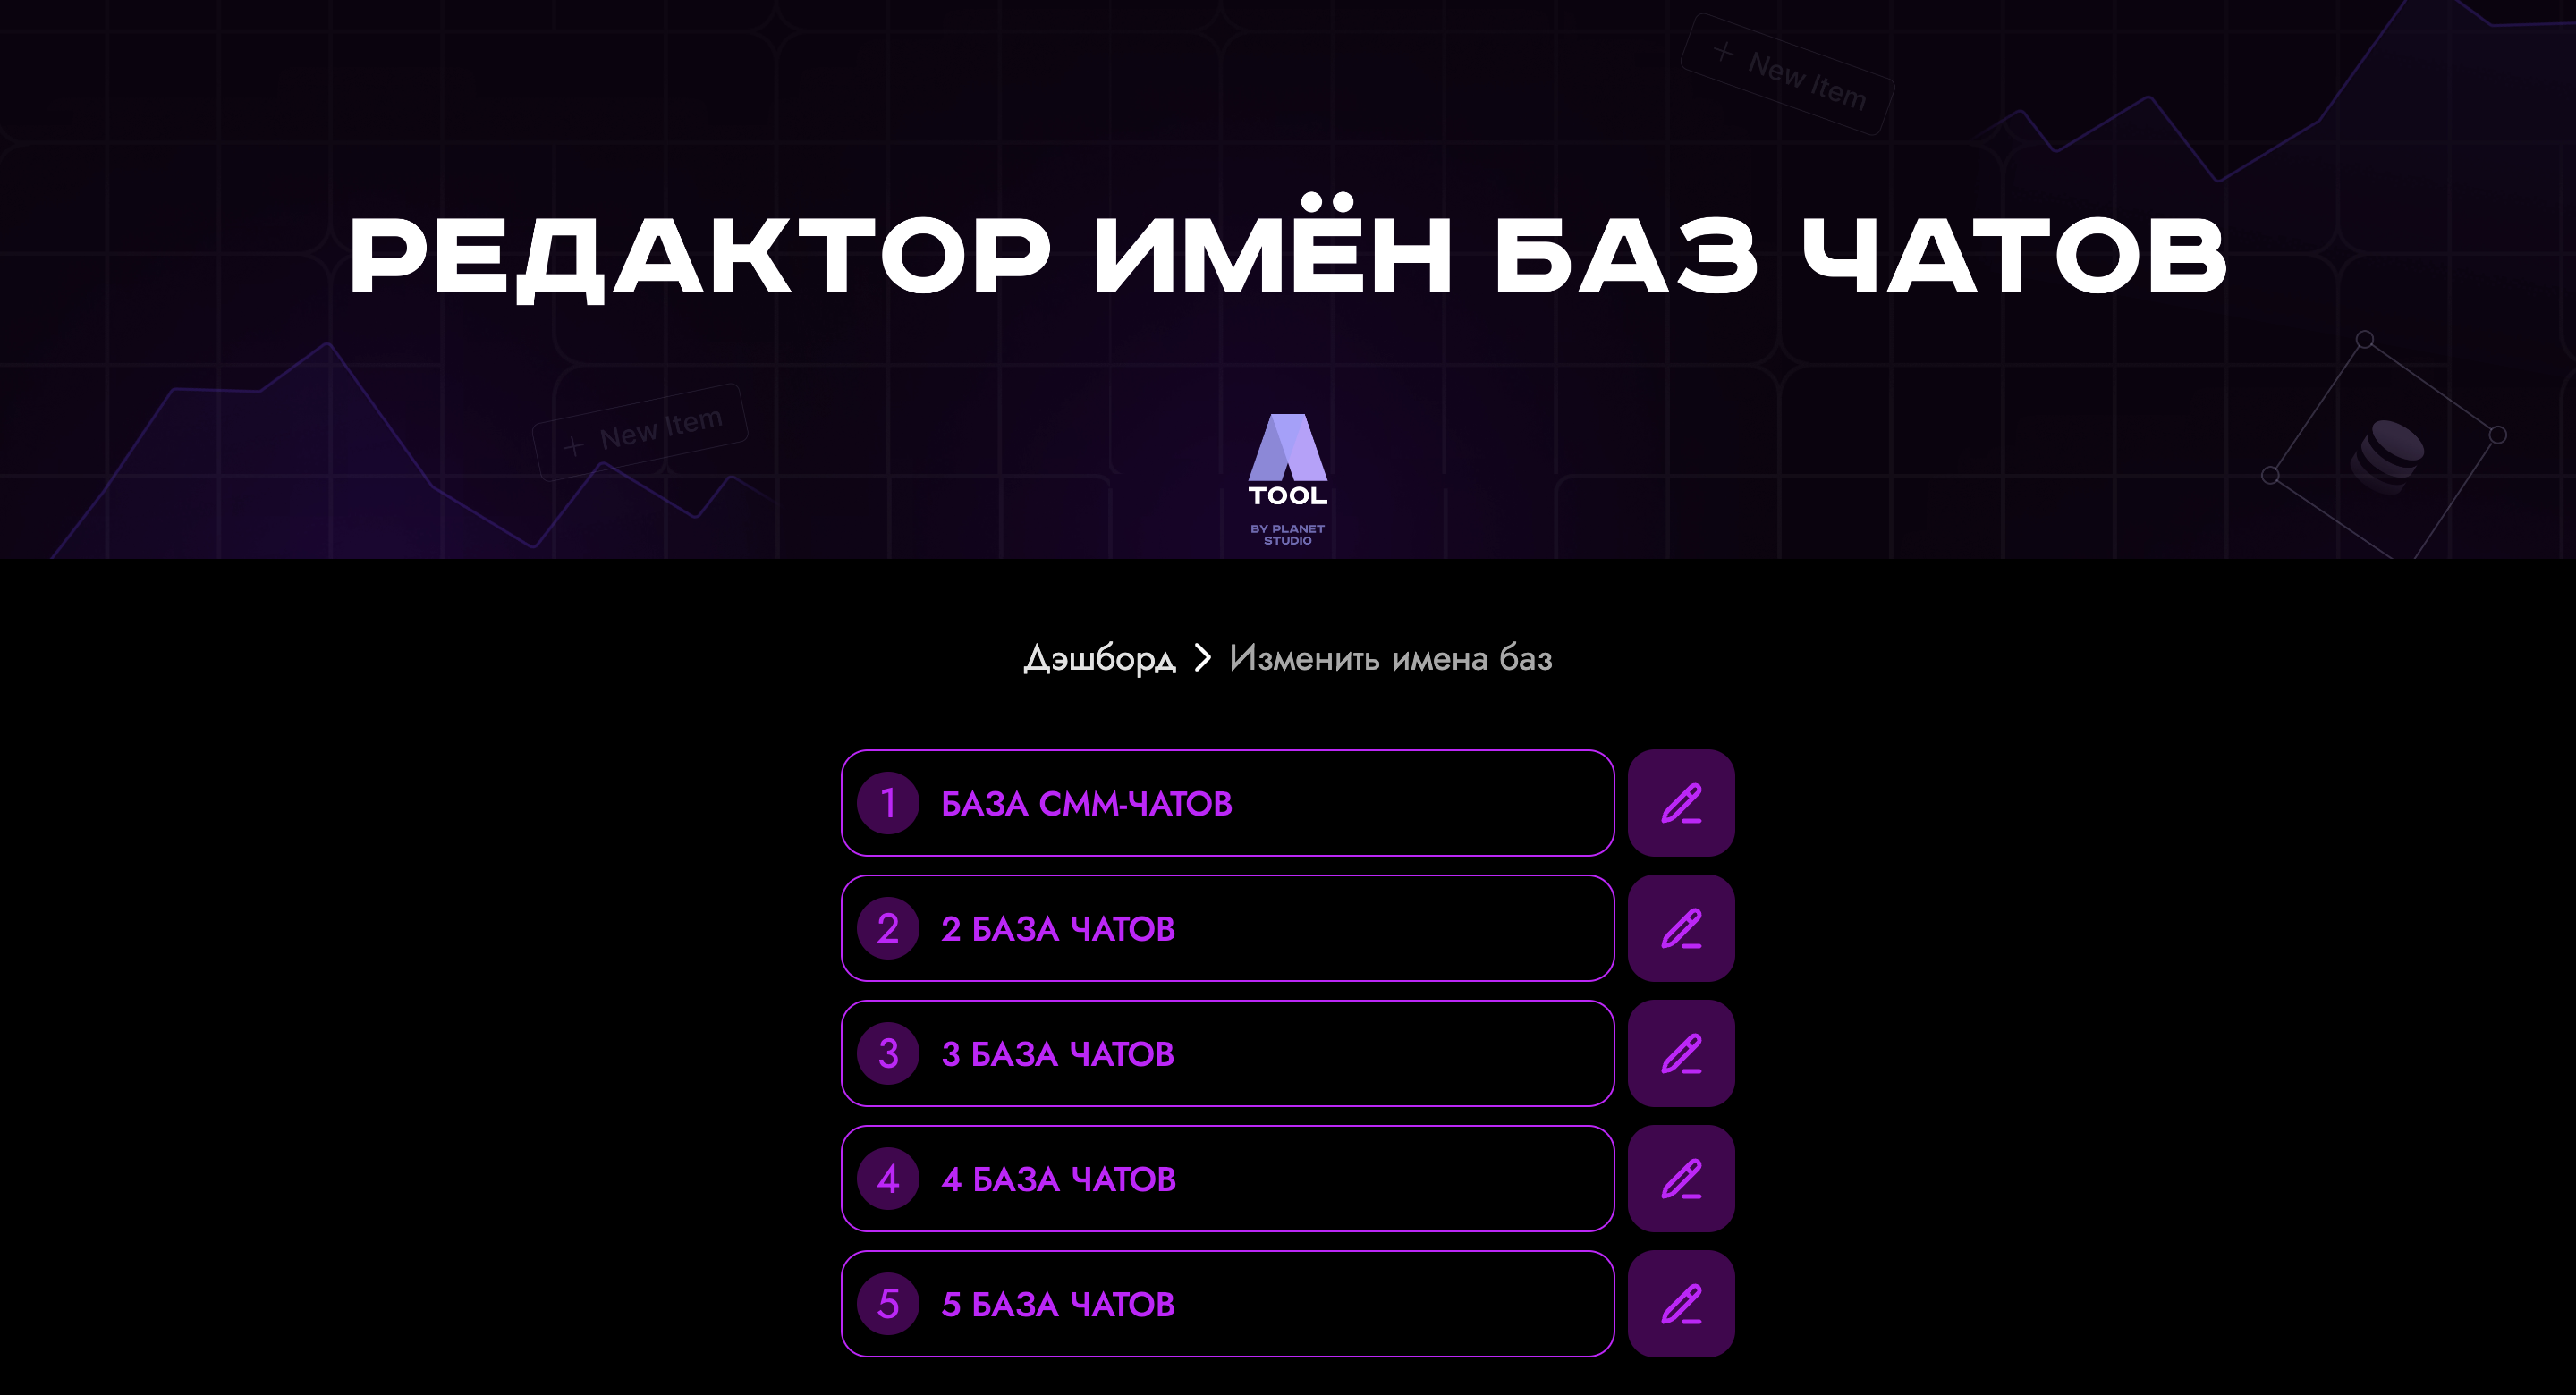 + New Item
РЕДАКТОР ИМЁН БАЗ ЧАТОВ
+ New Item
TOOL
BY PLANET
STUDIO
Дэшборд > Изменить имена баз
1 БАЗА СММ-ЧАТОВ
2 2 БАЗА ЧАТОВ
3 3 БАЗА ЧАТОВ
4 4 БАЗА ЧАТОВ
5 5 БАЗА ЧАТОВ